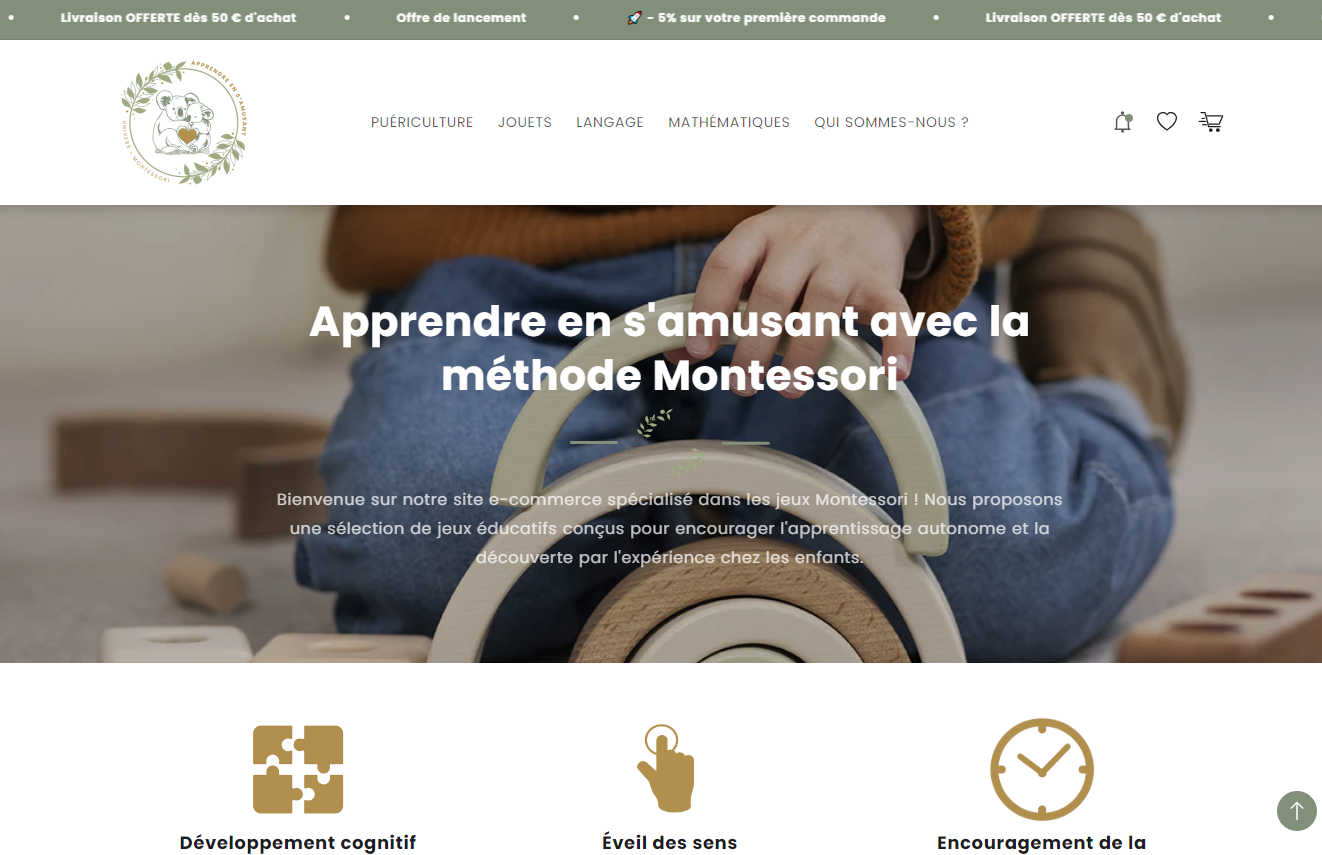 Livraison OFFERTE dès 50 € d'achat • Offre de lancement • 🚀 - 5% sur votre première commande • Livraison OFFERTE dès 50 € d'achat •
APPRENDRE EN S'AMUSANT
UNIVERS - MONTESSORI
PUÉRICULTURE JOUETS LANGAGE MATHÉMATIQUES QUI SOMMES-NOUS ?
Apprendre en s'amusant avec la
méthode Montessori
Bienvenue sur notre site e-commerce spécialisé dans les jeux Montessori ! Nous proposons
une sélection de jeux éducatifs conçus pour encourager l'apprentissage autonome et la
découverte par l'expérience chez les enfants.
Développement cognitif
Éveil des sens
Encouragement de la